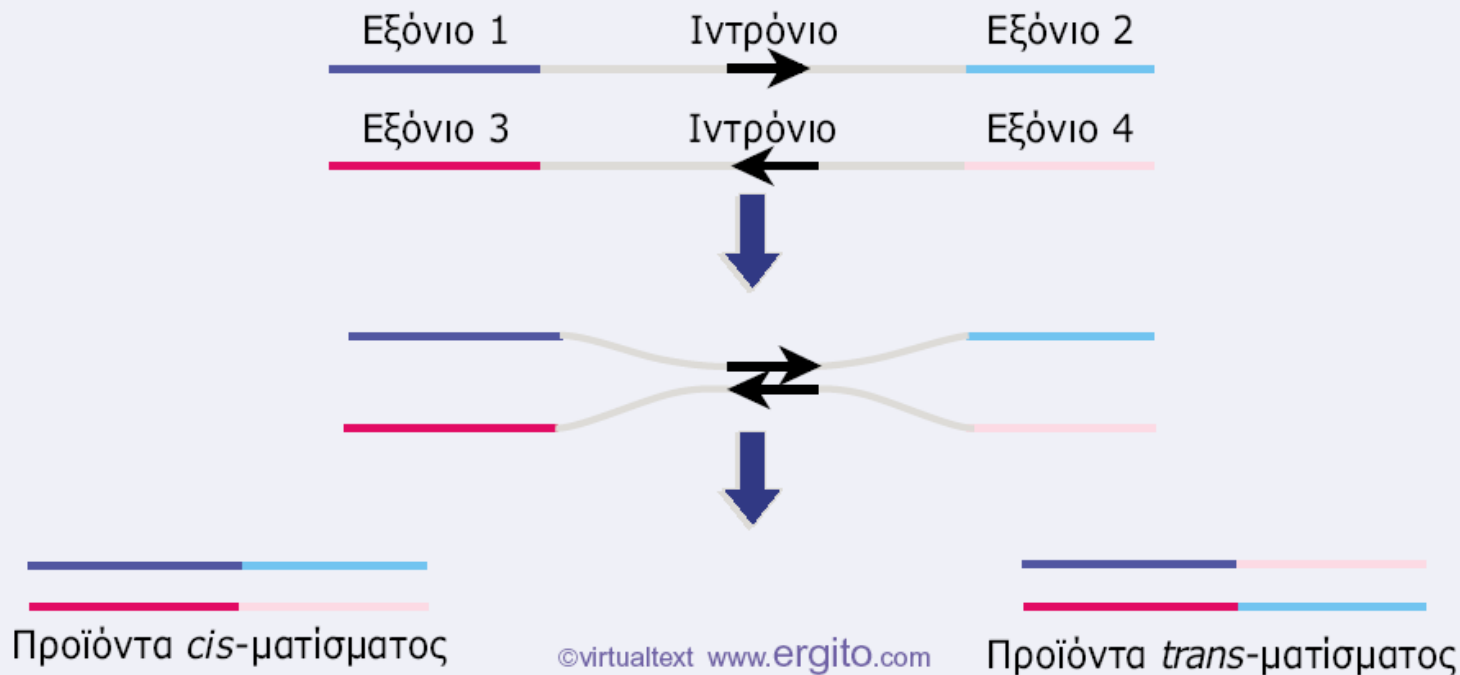 Εξόνιο 1 Ιντρόνιο Εξόνιο 2
Εξόνιο 3 Ιντρόνιο Εξόνιο 4
Προϊόντα cis-ματίσματος
©virtualtext www.ergito.com
Προϊόντα trans-ματίσματος